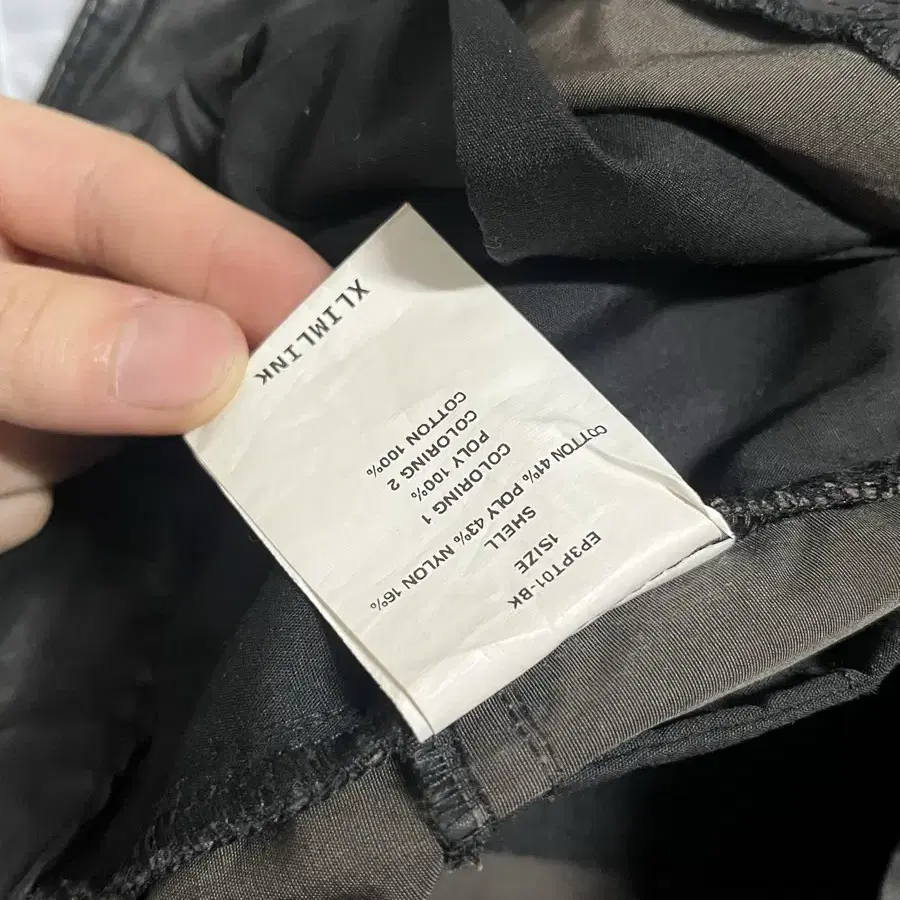 EP3PT01-BK
1SIZE
SHELL
COTTON 41% POLY 43% NYLON 16%
COLORING 1
POLY 100%
COLORING 2
COTTON 100%
XLIMLINK